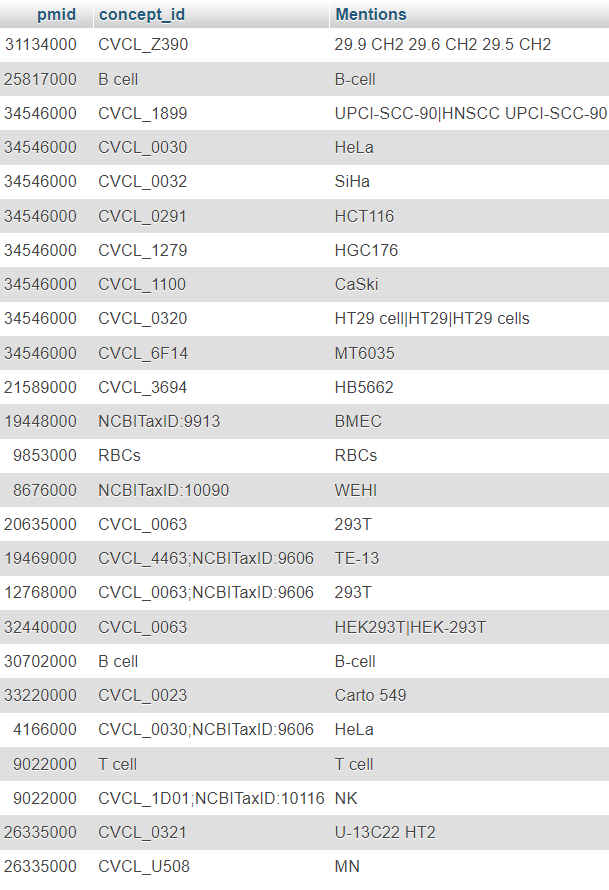 pmid concept_id Mentions
31134000 CVCL_Z390 29.9 CH2 29.6 CH2 29.5 CH2
25817000 B cell B-cell
34546000 CVCL_1899 UPCI-SCC-90|HNSCC UPCI-SCC-90
34546000 CVCL_0030 HeLa
34546000 CVCL_0032 SiHa
34546000 CVCL_0291 HCT116
34546000 CVCL_1279 HGC176
34546000 CVCL_1100 CaSki
34546000 CVCL_0320 HT29 cell|HT29|HT29 cells
34546000 CVCL_6F14 MT6035
21589000 CVCL_3694 HB5662
19448000 NCBITaxID:9913 BMEC
9853000 RBCs RBCs
8676000 NCBITaxID:10090 WEHI
20635000 CVCL_0063 293T
19469000 CVCL_4463;NCBITaxID:9606 TE-13
12768000 CVCL_0063;NCBITaxID:9606 293T
32440000 CVCL_0063 HEK293T|HEK-293T
30702000 B cell B-cell
33220000 CVCL_0023 Carto 549
4166000 CVCL_0030;NCBITaxID:9606 HeLa
9022000 T cell T cell
9022000 CVCL_1D01;NCBITaxID:10116 NK
26335000 CVCL_0321 U-13C22 HT2
26335000 CVCL_U508 MN